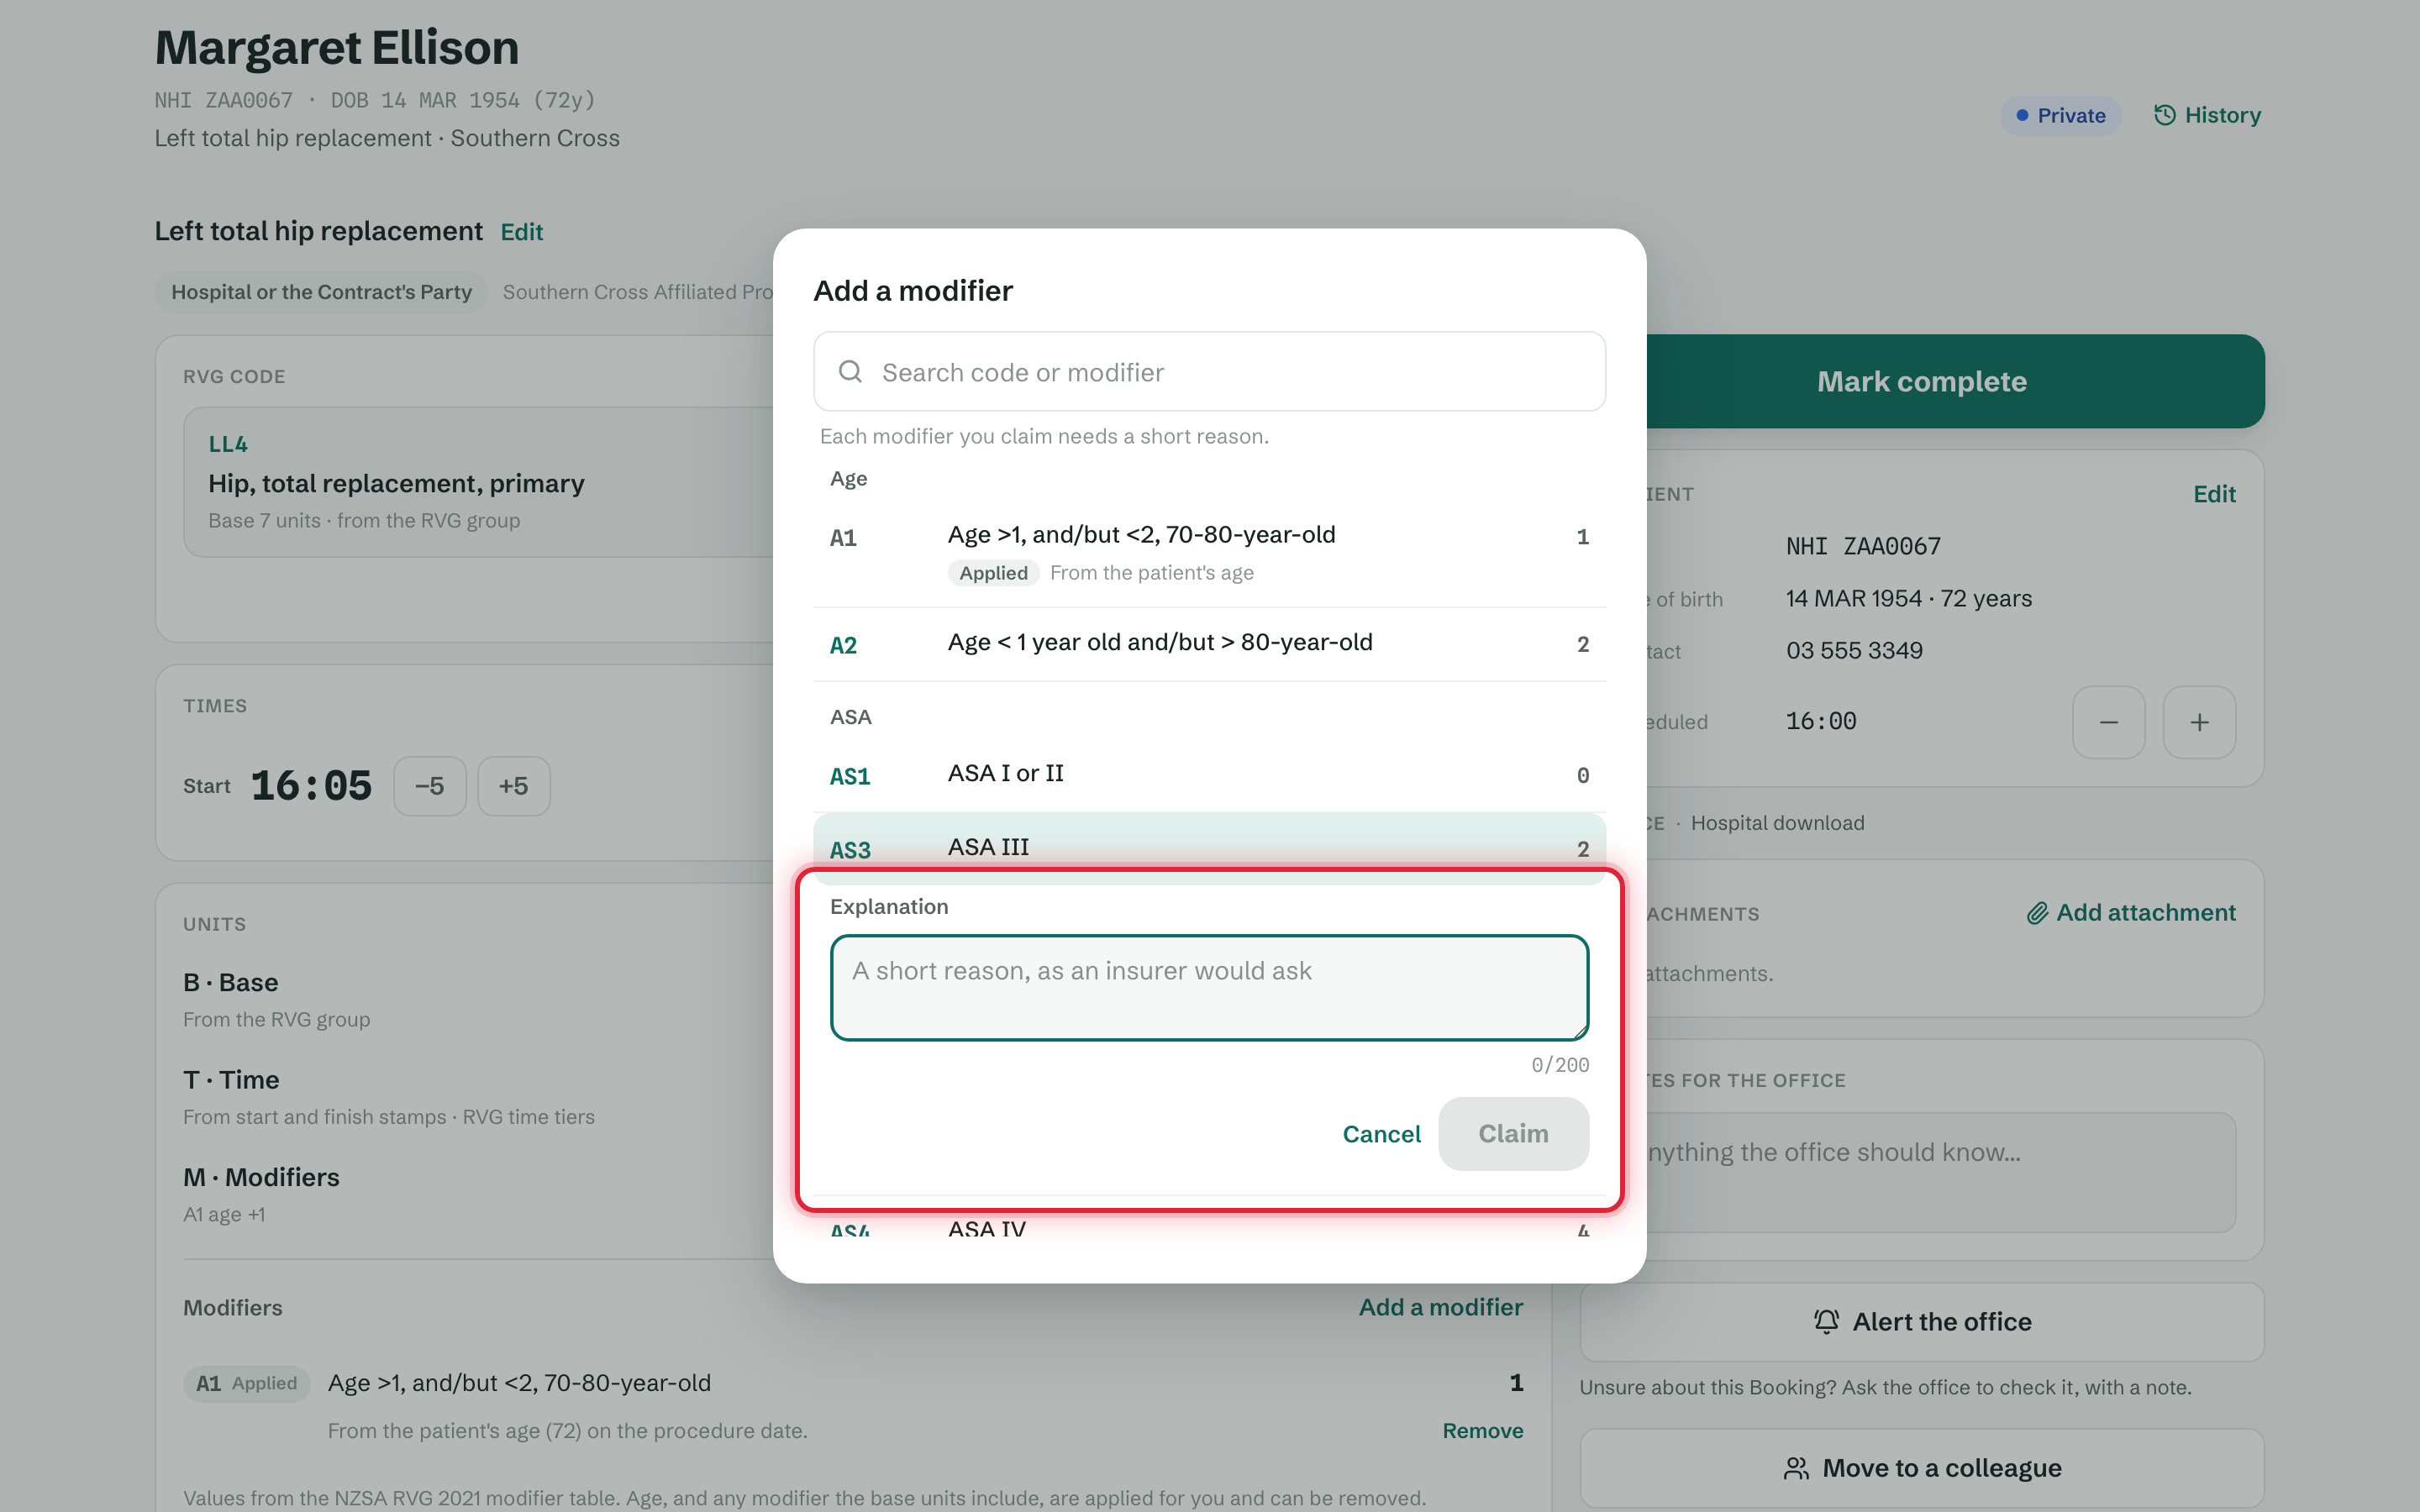 Margaret Ellison
NHI ZAA0067 · DOB 14 MAR 1954 (72y)
Left total hip replacement · Southern Cross
Private
History
Left total hip replacement Edit
Hospital or the Contract's Party Southern Cross Affiliated Pro
RVG CODE
LL4
Hip, total replacement, primary
Base 7 units · from the RVG group
TIMES
Start 16:05 −5 +5
UNITS
B · Base
From the RVG group
T · Time
From start and finish stamps · RVG time tiers
M · Modifiers
A1 age +1
Modifiers
Add a modifier
A1 Applied Age >1, and/but <2, 70-80-year-old 1
From the patient's age (72) on the procedure date. Remove
Values from the NZSA RVG 2021 modifier table. Age, and any modifier the base units include, are applied for you and can be removed.
Add a modifier
Search code or modifier
Each modifier you claim needs a short reason.
Age
A1 Age >1, and/but <2, 70-80-year-old 1
Applied From the patient's age
A2 Age < 1 year old and/but > 80-year-old 2
ASA
AS1 ASA I or II 0
AS3 ASA III 2
Explanation
A short reason, as an insurer would ask
0/200
Cancel Claim
AS4 ASA IV 4
Mark complete
IENT Edit
NHI ZAA0067
of birth 14 MAR 1954 · 72 years
tact 03 555 3349
eduled 16:00 − +
CE · Hospital download
ACHMENTS Add attachment
attachments.
TES FOR THE OFFICE
nything the office should know...
Alert the office
Unsure about this Booking? Ask the office to check it, with a note.
Move to a colleague